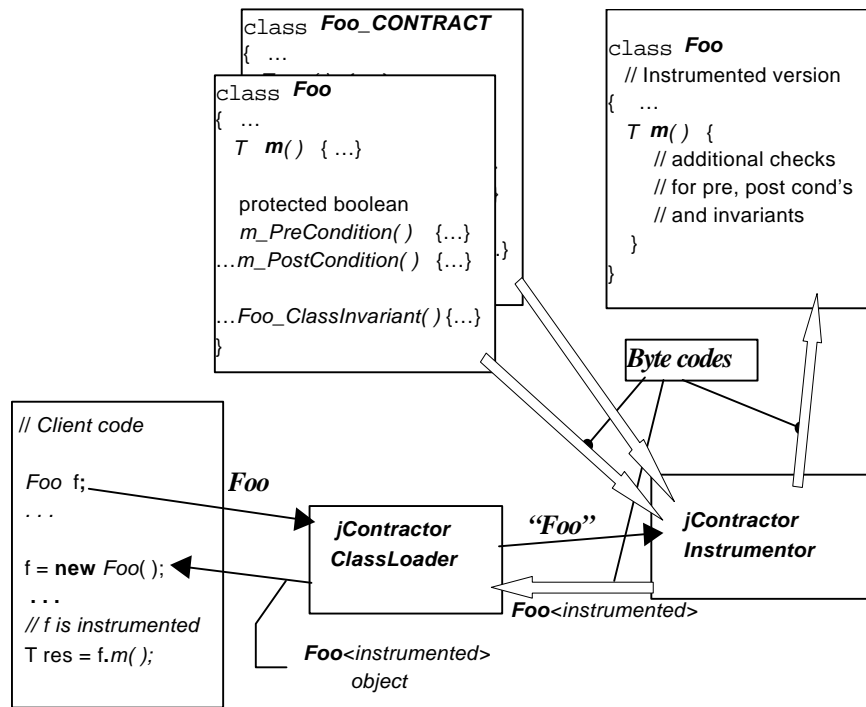 class Foo_CONTRACT
{ …
class Foo
{ …
T m( ) { …}
protected boolean
m_PreCondition( ) {…}
…m_PostCondition( ) {…}
…Foo_ClassInvariant( ) {…}
}
class Foo
// Instrumented version
{ …
T m( ) {
// additional checks
// for pre, post cond's
// and invariants
}
}
Byte codes
// Client code
Foo f;
. . .
f = new Foo( );
. . .
// f is instrumented
T res = f.m( );
Foo
jContractor
ClassLoader
“Foo”
jContractor
Instrumentor
Foo<instrumented>
Foo<instrumented>
object